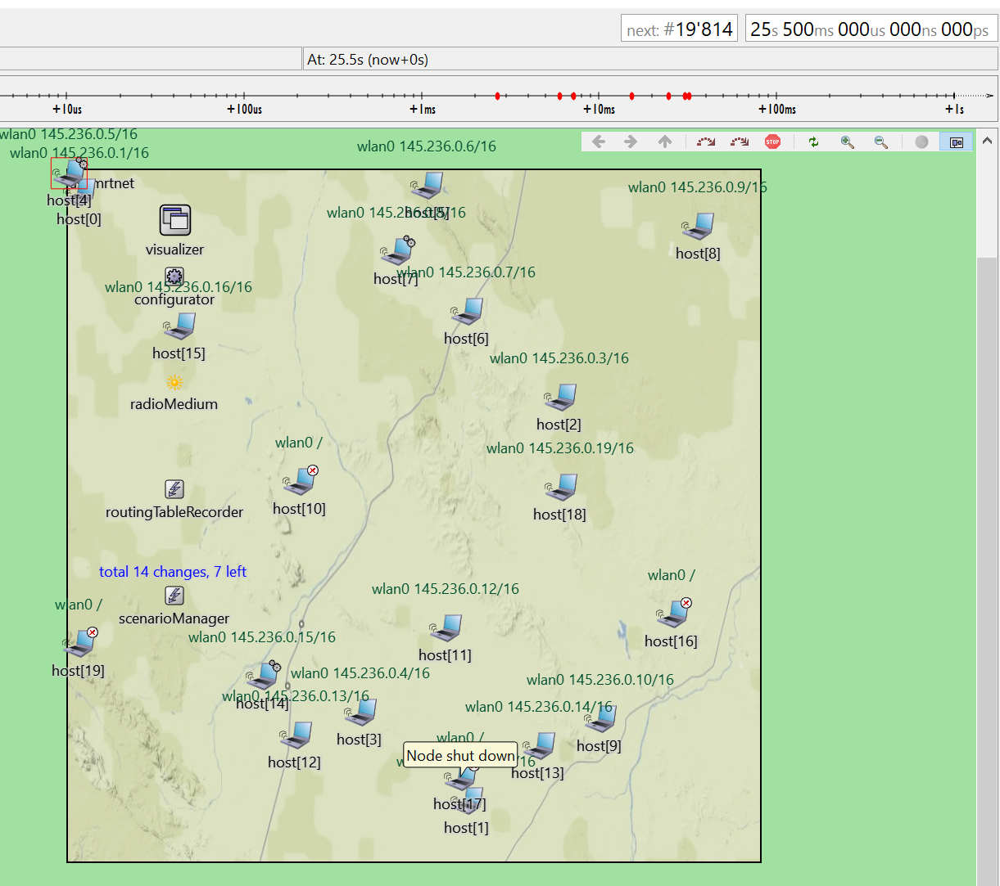 next: #19'814
25s 500ms 000us 000ns 000ps
At: 25.5s (now+0s)
+10us
+100us
+1ms
+10ms
+100ms
+1s
wlan0 145.236.0.5/16
wlan0 145.236.0.1/16
wlan0 145.236.0.6/16
STOP
host[4]
host[0]
wlan0 145.236.0.9/16
wlan0 145.236.0.8/16
host[5]
visualizer
host[8]
wlan0 145.236.0.7/16
host[7]
wlan0 145.236.0.16/16
configurator
host[6]
host[15]
wlan0 145.236.0.3/16
radioMedium
host[2]
wlan0 /
wlan0 145.236.0.19/16
host[10]
routingTableRecorder
host[18]
total 14 changes, 7 left
wlan0 /
wlan0 145.236.0.12/16
wlan0 /
scenarioManager
wlan0 145.236.0.15/16
host[16]
host[11]
host[19]
wlan0 145.236.0.4/16
wlan0 145.236.0.10/16
wlan0 145.236.0.13/16
host[14]
wlan0 145.236.0.14/16
host[3]
wlan0 /
host[9]
Node shut down
host[12]
host[13]
host[17]
host[1]